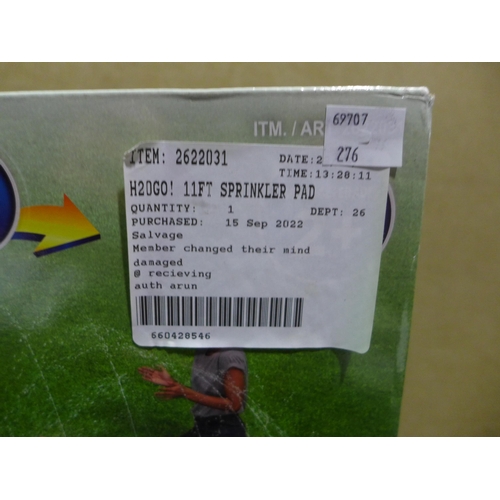 ITM. / AR
69707
276
ITEM: 2622031
DATE:2
TIME:13:28:11
H2OGO! 11FT SPRINKLER PAD
QUANTITY: 1 DEPT: 26
PURCHASED: 15 Sep 2022
Salvage
Member changed their mind
damaged
@ recieving
auth arun
660428546